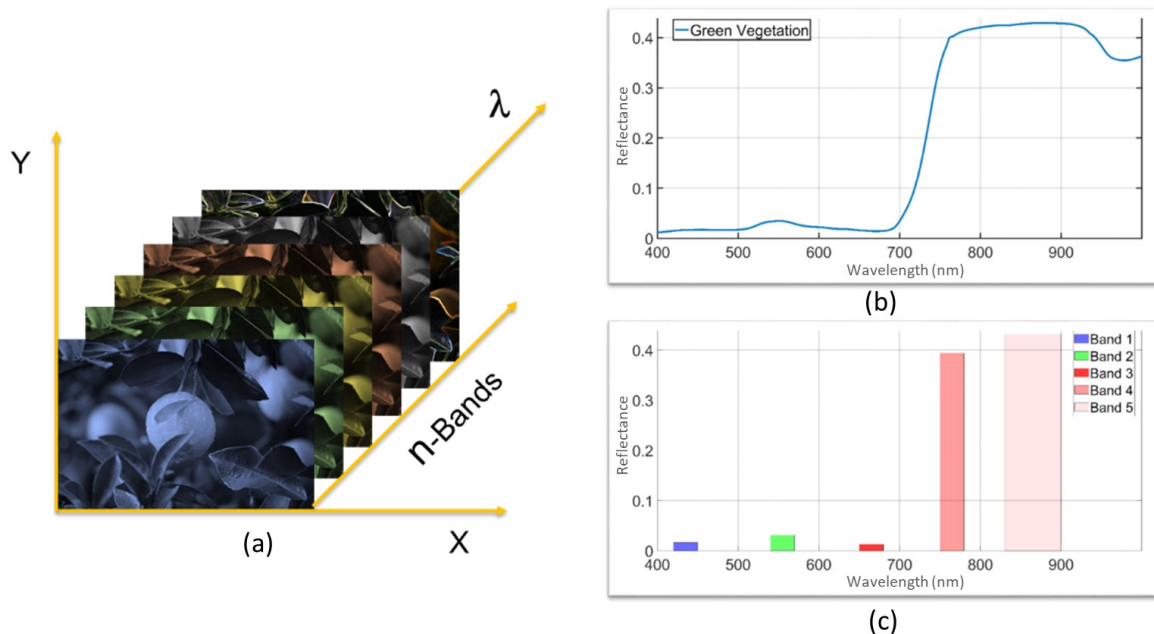 Y
λ
n-Bands
X
(a)
Green Vegetation
0.4
0.3
0.2
0.1
0
Reflectance
400 500 600 700 800 900
Wavelength (nm)
(b)
Band 1
Band 2
Band 3
Band 4
Band 5
0.4
0.3
0.2
0.1
0
Reflectance
400 500 600 700 800 900
Wavelength (nm)
(c)